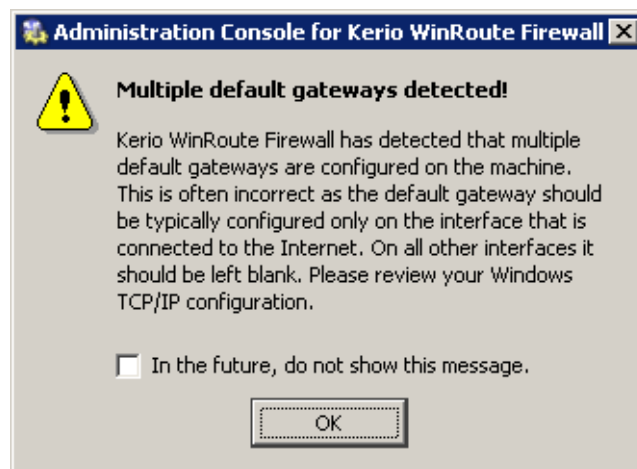 Administration Console for Kerio WinRoute Firewall
Multiple default gateways detected!
Kerio WinRoute Firewall has detected that multiple
default gateways are configured on the machine.
This is often incorrect as the default gateway should
be typically configured only on the interface that is
connected to the Internet. On all other interfaces it
should be left blank. Please review your Windows
TCP/IP configuration.
In the future, do not show this message.
OK